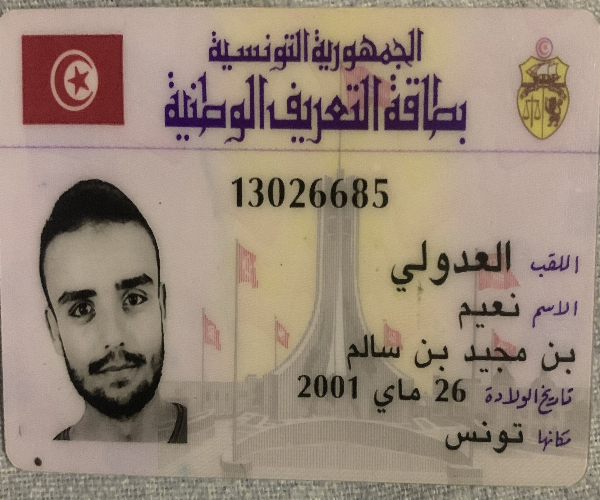 الجمهورية التونسية
بطاقة التعريف الوطنية
13026685
اللقب العدولي
الاسم نعيم
بن مجيد بن سالم
تاريخ الولادة 26 ماي 2001
مكانها تونس